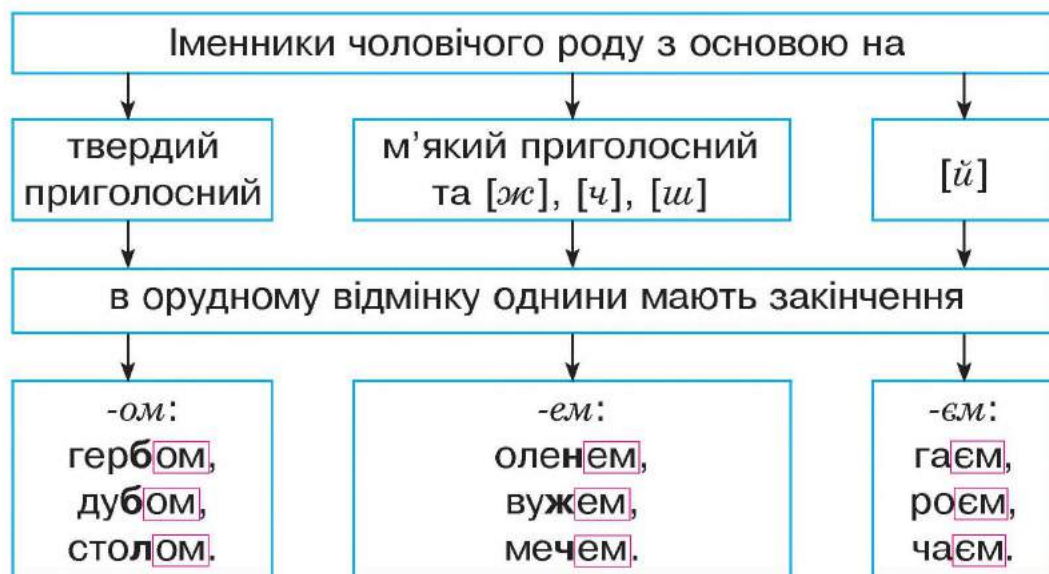 Іменники чоловічого роду з основою на
твердий
приголосний
м’який приголосний
та [ж], [ч], [ш]
[й]
в орудному відмінку однини мають закінчення
-ом:
гербом,
дубом,
столом.
-ем:
оленем,
вужем,
мечем.
-єм:
гаєм,
роєм,
чаєм.